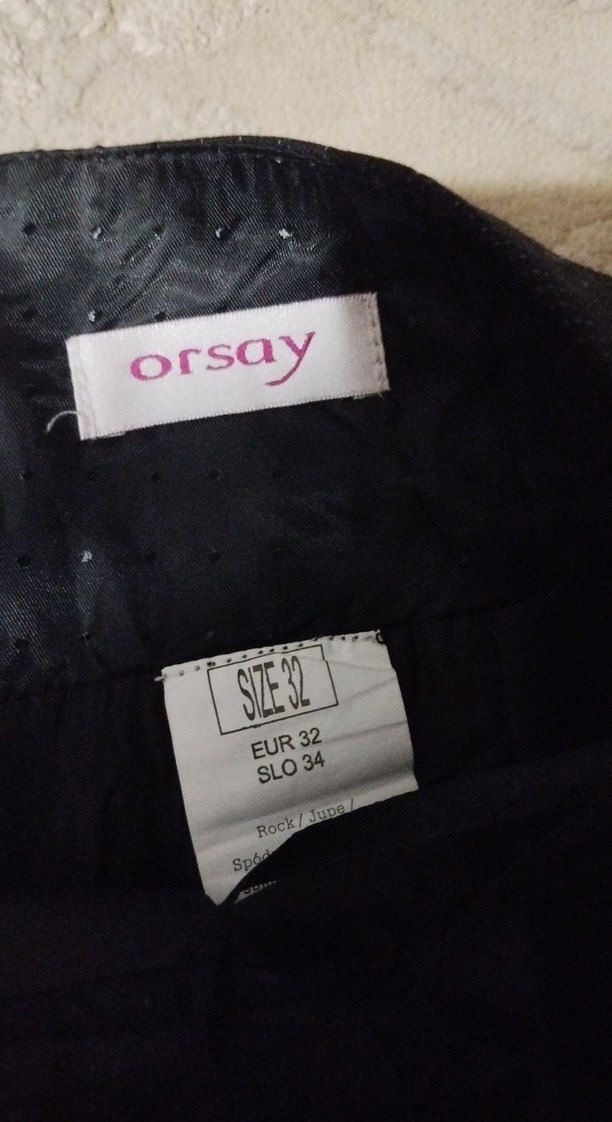 orsay
SIZE 32
EUR 32
SLO 34
Rock / Jupe /